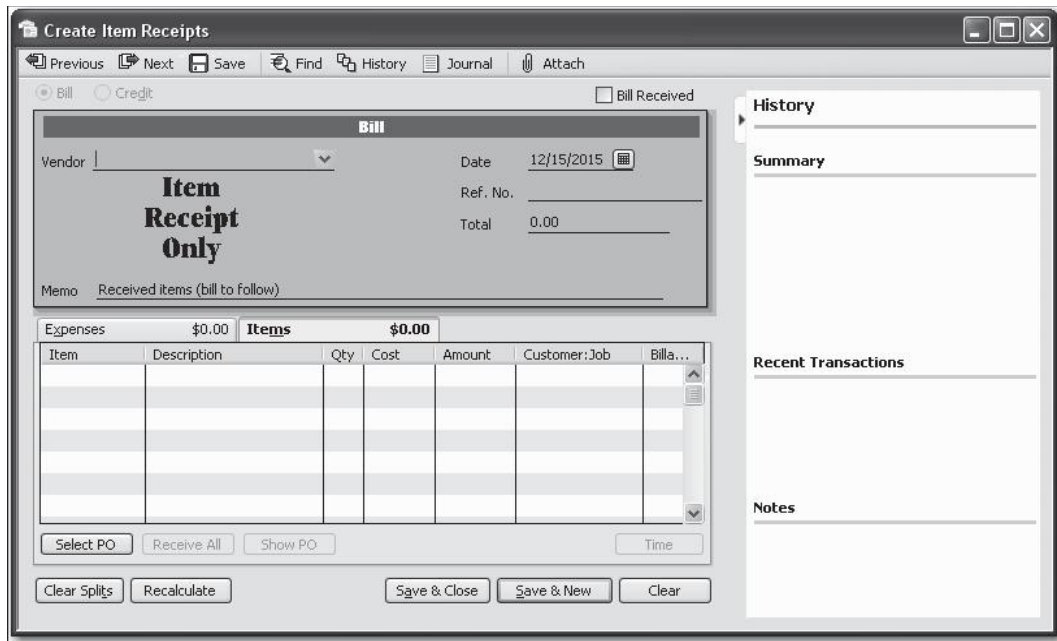 Create Item Receipts
Previous Next Save Find History Journal Attach
Bill Credit Bill Received
Bill
Vendor Date 12/15/2015
Item
Receipt
Only
Ref. No.
Total 0.00
Memo Received items (bill to follow)
Expenses $0.00 Items $0.00
Item Description Qty Cost Amount Customer:Job Billa...
Select PO Receive All Show PO Time
Clear Splits Recalculate Save & Close Save & New Clear
History
Summary
Recent Transactions
Notes